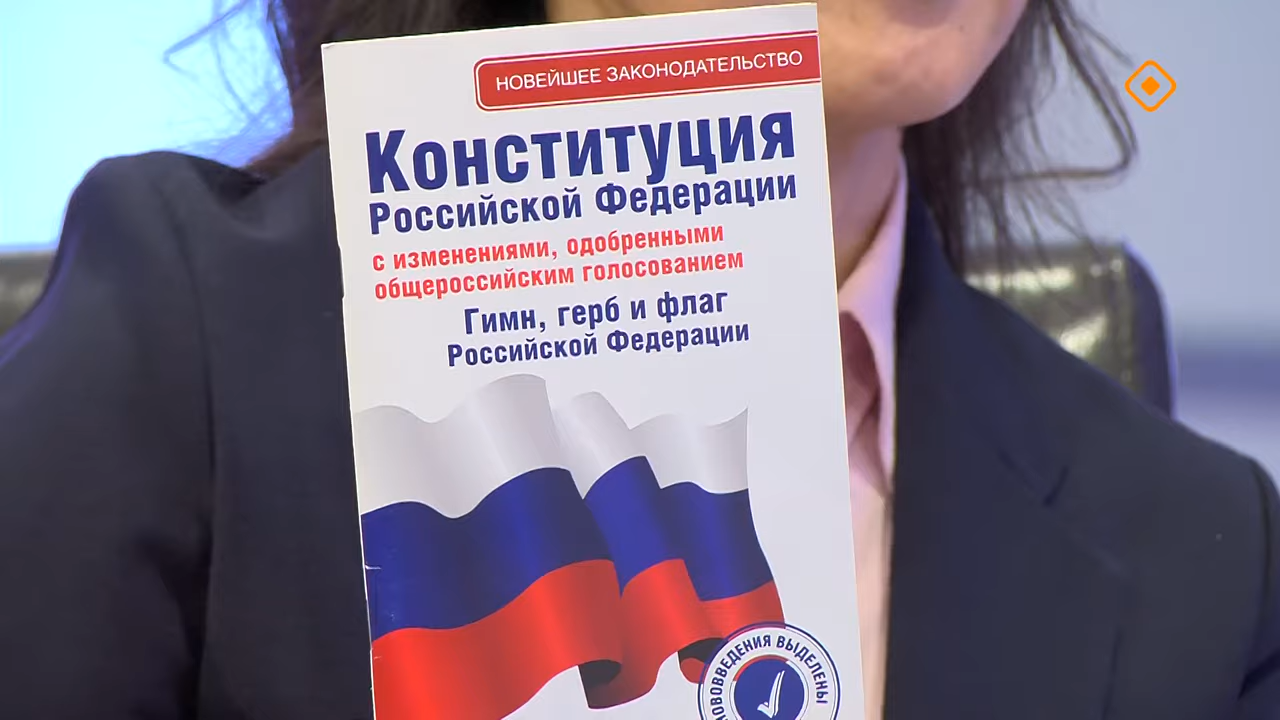 НОВЕЙШЕЕ ЗАКОНОДАТЕЛЬСТВО
Конституция
Российской Федерации
с изменениями, одобренными
общероссийским голосованием
Гимн, герб и флаг
Российской Федерации
НОВОВВЕДЕНИЯ ВЫДЕЛЕНЫ